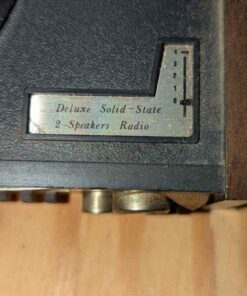 Deluxe Solid-State
2-Speakers Radio